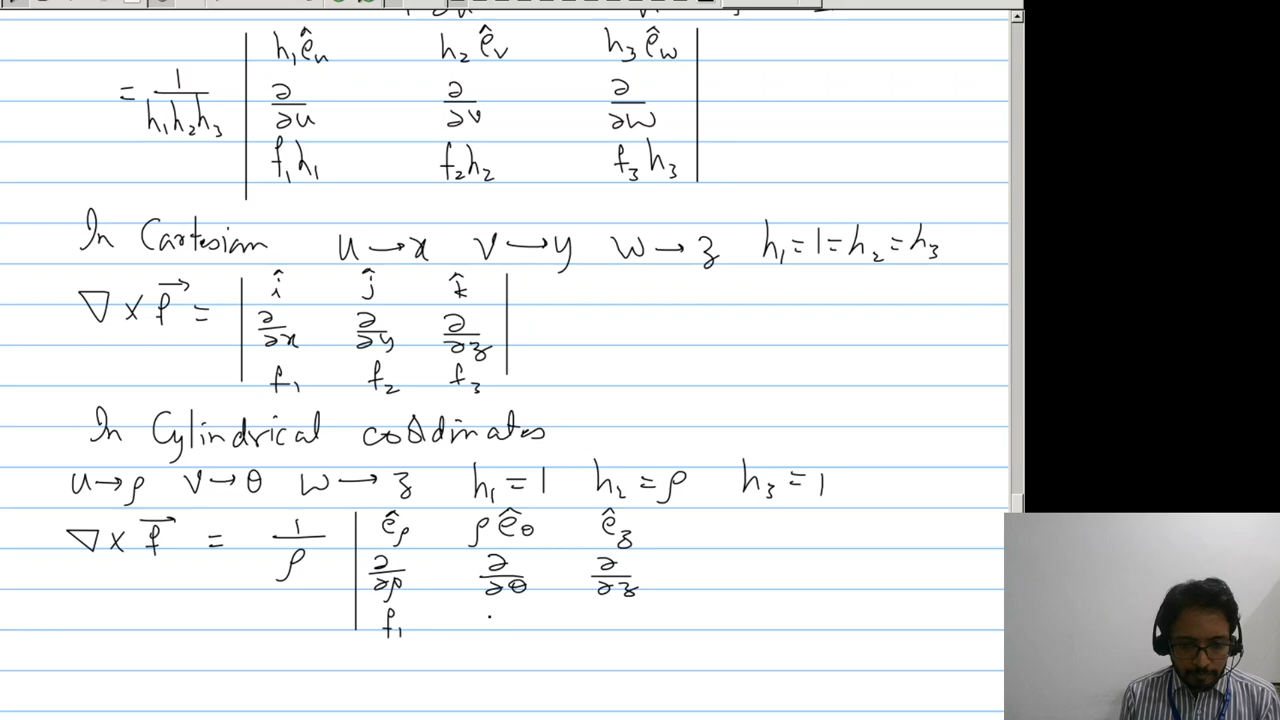 h₁ê_u h₂ê_v h₃ê_w
= 1/(h₁h₂h₃) | ∂/∂u ∂/∂v ∂/∂w |
f₁h₁ f₂h₂ f₃h₃
In Cartesian u→x v→y w→z h₁=1=h₂=h₃
î ĵ k̂
∇×f⃗ = | ∂/∂x ∂/∂y ∂/∂z |
f₁ f₂ f₃
In Cylindrical coordinates
u→ρ v→θ w→z h₁=1 h₂=ρ h₃=1
∇×f⃗ = 1/ρ | ê_ρ ρê_θ ê_z
∂/∂ρ ∂/∂θ ∂/∂z
f₁